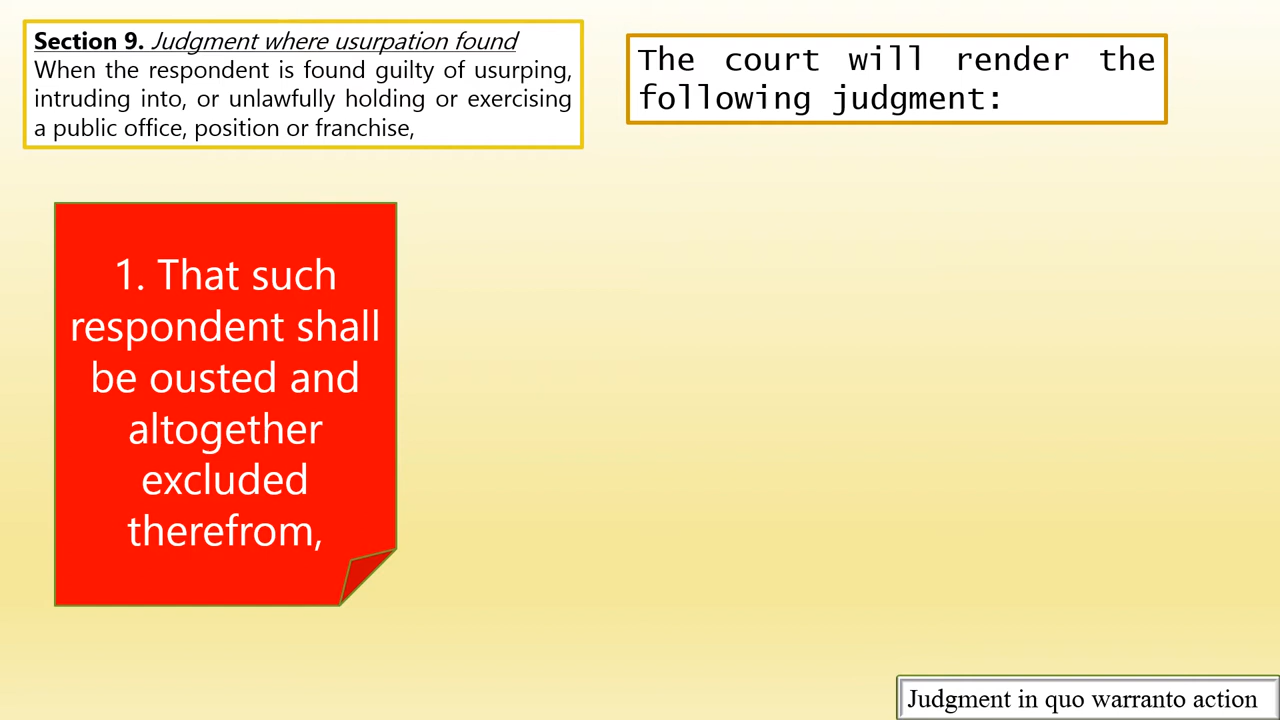 Section 9. Judgment where usurpation found
When the respondent is found guilty of usurping,
intruding into, or unlawfully holding or exercising
a public office, position or franchise,
The court will render the
following judgment:
1. That such
respondent shall
be ousted and
altogether
excluded
therefrom,
Judgment in quo warranto action